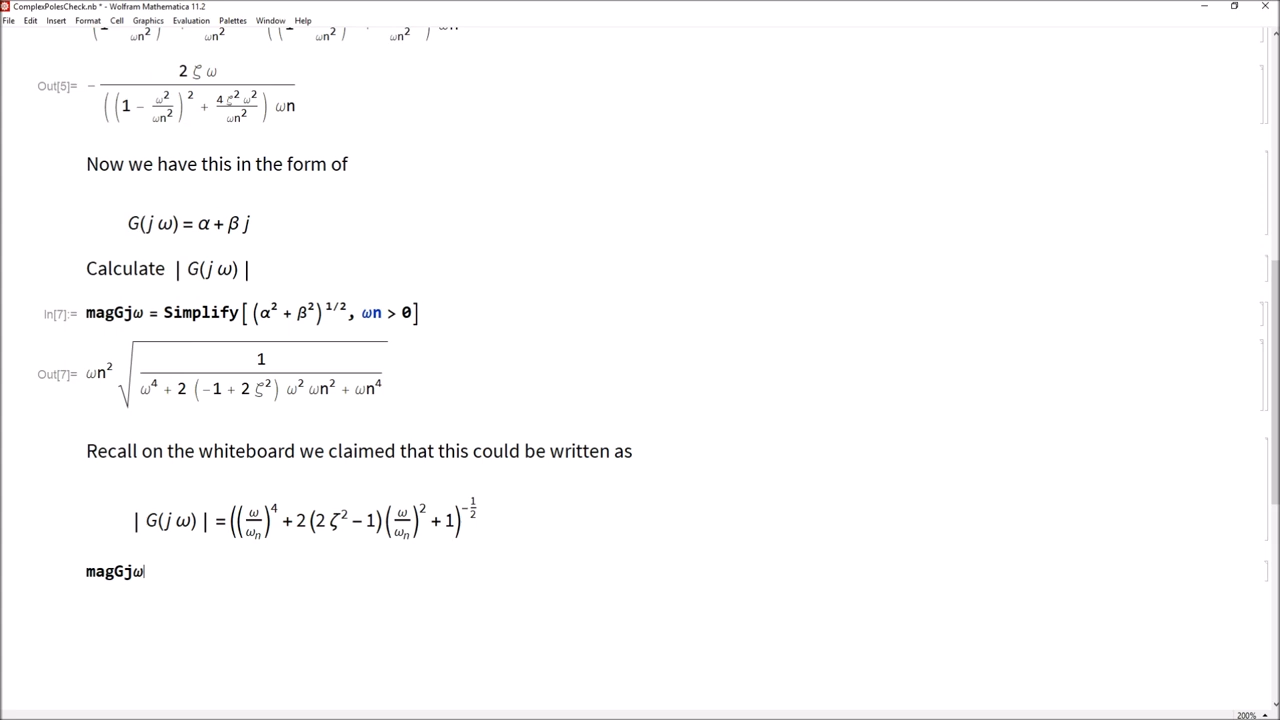 ComplexPolesCheck.nb * - Wolfram Mathematica 11.2
File Edit Insert Format Cell Graphics Evaluation Palettes Window Help
Out[5]= - (2 ζ ω) / (((1 - ω²/ωn²)² + 4 ζ² ω²/ωn²) ωn)
Now we have this in the form of
G(j ω) = α + β j
Calculate | G(j ω) |
In[7]:= magGjω = Simplify[(α² + β²)^1/2, ωn > 0]
Out[7]= ωn² √(1 / (ω⁴ + 2 (-1 + 2 ζ²) ω² ωn² + ωn⁴))
Recall on the whiteboard we claimed that this could be written as
| G(j ω) | = ((ω/ωₙ)⁴ + 2 (2 ζ² - 1) (ω/ωₙ)² + 1)^(-1/2)
magGjω
200%